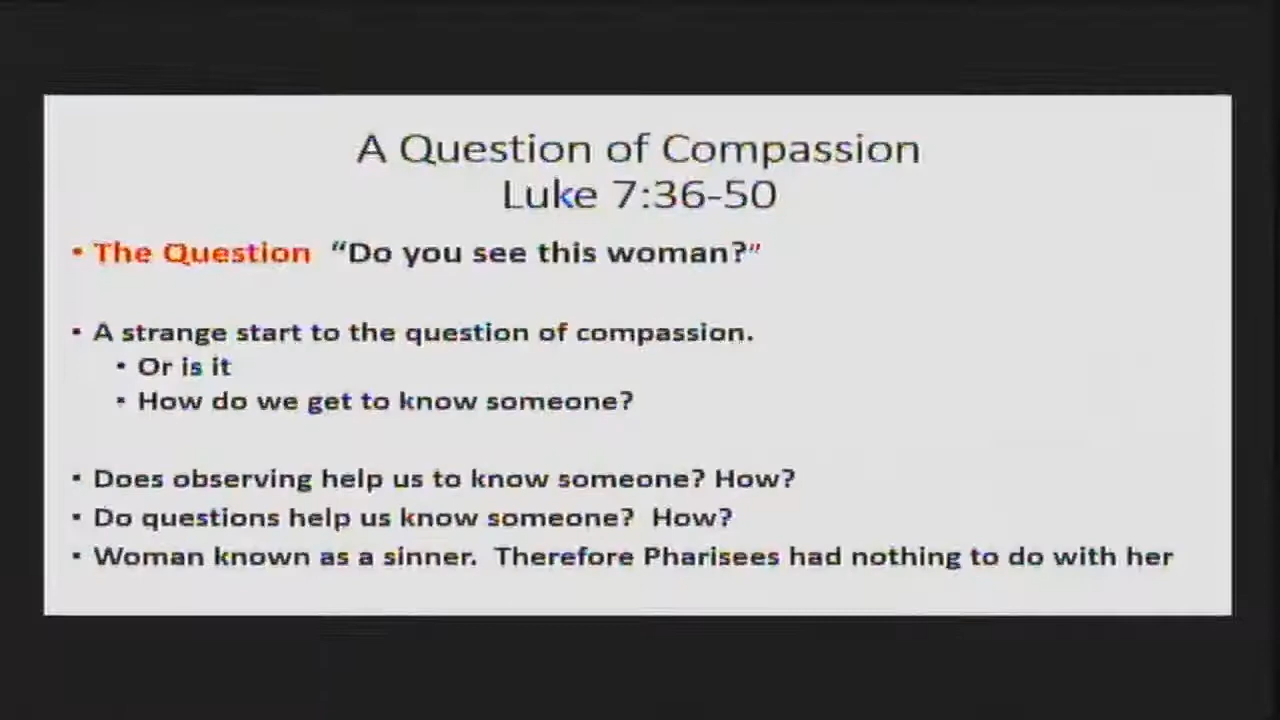 A Question of Compassion
Luke 7:36-50
• The Question “Do you see this woman?”
• A strange start to the question of compassion.
• Or is it
• How do we get to know someone?
• Does observing help us to know someone? How?
• Do questions help us know someone? How?
• Woman known as a sinner. Therefore Pharisees had nothing to do with her